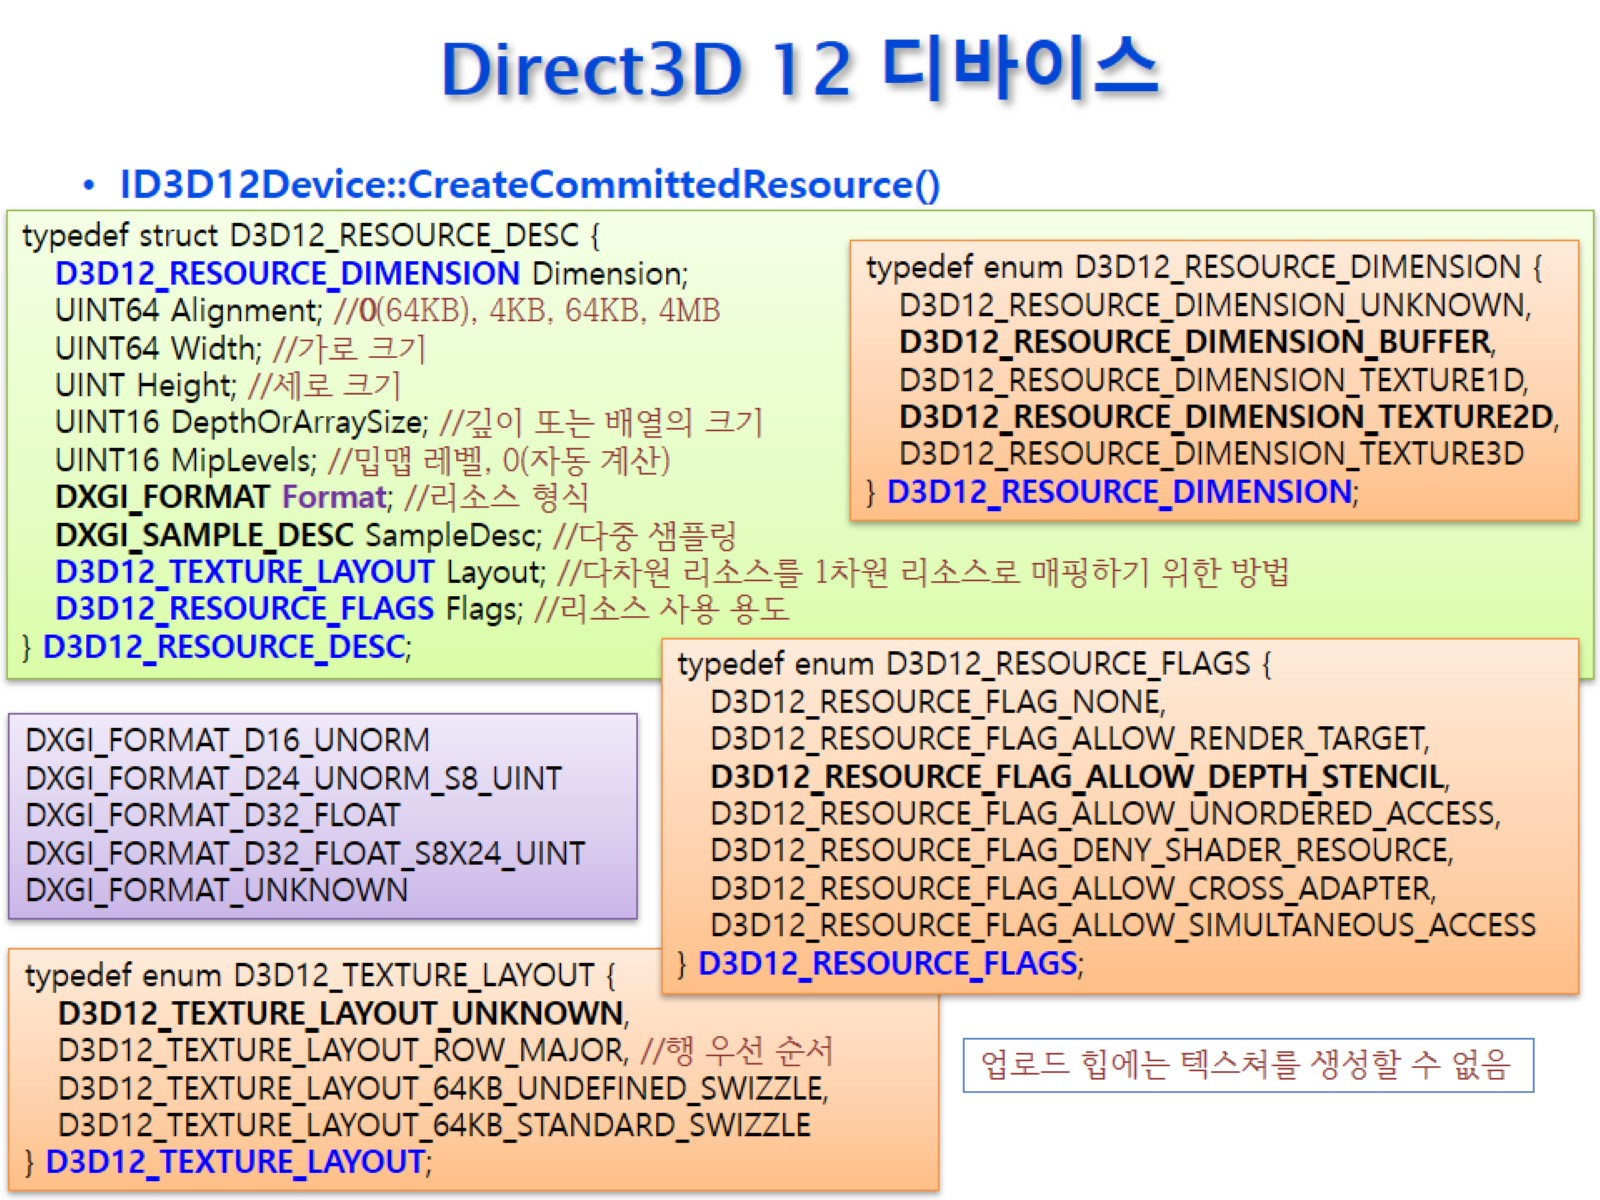 Direct3D 12 디바이스
• ID3D12Device::CreateCommittedResource()
typedef struct D3D12_RESOURCE_DESC {
D3D12_RESOURCE_DIMENSION Dimension;
UINT64 Alignment; //0(64KB), 4KB, 64KB, 4MB
UINT64 Width; //가로 크기
UINT Height; //세로 크기
UINT16 DepthOrArraySize; //깊이 또는 배열의 크기
UINT16 MipLevels; //밉맵 레벨, 0(자동 계산)
DXGI_FORMAT Format; //리소스 형식
DXGI_SAMPLE_DESC SampleDesc; //다중 샘플링
D3D12_TEXTURE_LAYOUT Layout; //다차원 리소스를 1차원 리소스로 매핑하기 위한 방법
D3D12_RESOURCE_FLAGS Flags; //리소스 사용 용도
} D3D12_RESOURCE_DESC;
typedef enum D3D12_RESOURCE_DIMENSION {
D3D12_RESOURCE_DIMENSION_UNKNOWN,
D3D12_RESOURCE_DIMENSION_BUFFER,
D3D12_RESOURCE_DIMENSION_TEXTURE1D,
D3D12_RESOURCE_DIMENSION_TEXTURE2D,
D3D12_RESOURCE_DIMENSION_TEXTURE3D
} D3D12_RESOURCE_DIMENSION;
typedef enum D3D12_RESOURCE_FLAGS {
D3D12_RESOURCE_FLAG_NONE,
D3D12_RESOURCE_FLAG_ALLOW_RENDER_TARGET,
D3D12_RESOURCE_FLAG_ALLOW_DEPTH_STENCIL,
D3D12_RESOURCE_FLAG_ALLOW_UNORDERED_ACCESS,
D3D12_RESOURCE_FLAG_DENY_SHADER_RESOURCE,
D3D12_RESOURCE_FLAG_ALLOW_CROSS_ADAPTER,
D3D12_RESOURCE_FLAG_ALLOW_SIMULTANEOUS_ACCESS
} D3D12_RESOURCE_FLAGS;
DXGI_FORMAT_D16_UNORM
DXGI_FORMAT_D24_UNORM_S8_UINT
DXGI_FORMAT_D32_FLOAT
DXGI_FORMAT_D32_FLOAT_S8X24_UINT
DXGI_FORMAT_UNKNOWN
typedef enum D3D12_TEXTURE_LAYOUT {
D3D12_TEXTURE_LAYOUT_UNKNOWN,
D3D12_TEXTURE_LAYOUT_ROW_MAJOR, //행 우선 순서
D3D12_TEXTURE_LAYOUT_64KB_UNDEFINED_SWIZZLE,
D3D12_TEXTURE_LAYOUT_64KB_STANDARD_SWIZZLE
} D3D12_TEXTURE_LAYOUT;
업로드 힙에는 텍스쳐를 생성할 수 없음